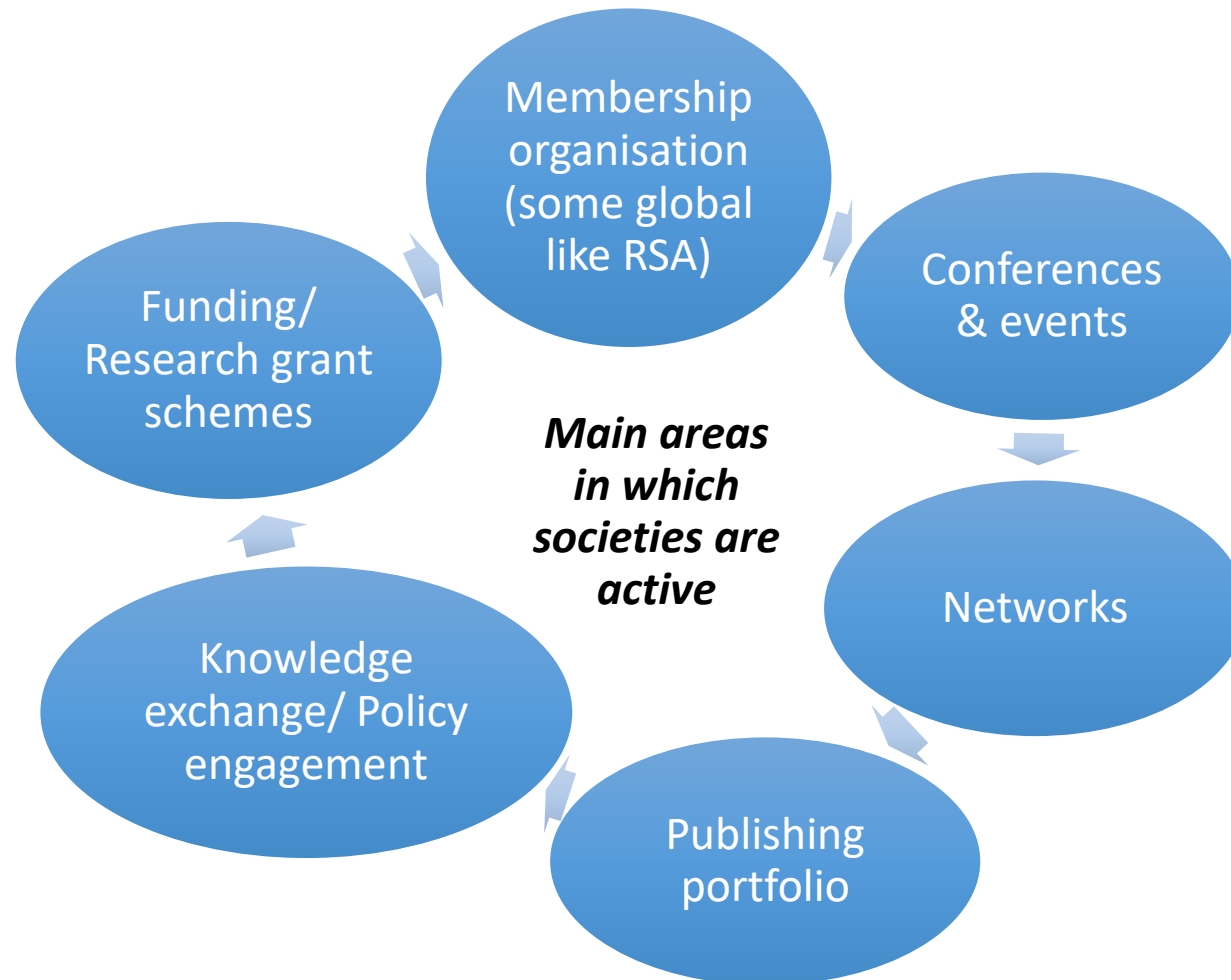 Membership
organisation
(some global
like RSA)
Conferences
& events
Networks
Publishing
portfolio
Knowledge
exchange/ Policy
engagement
Funding/
Research grant
schemes
Main areas
in which
societies are
active